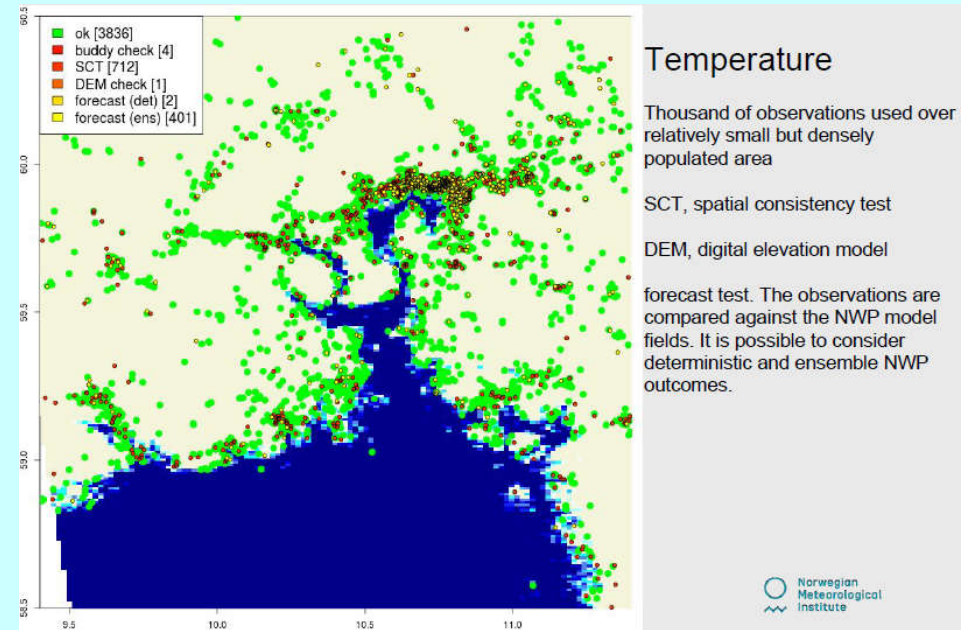 ok [3836]
buddy check [4]
SCT [712]
DEM check [1]
forecast (det) [2]
forecast (ens) [401]
60.5
60.0
59.5
59.0
58.5
9.5
10.0
10.5
11.0
Temperature
Thousand of observations used over
relatively small but densely
populated area
SCT, spatial consistency test
DEM, digital elevation model
forecast test. The observations are
compared against the NWP model
fields. It is possible to consider
deterministic and ensemble NWP
outcomes.
Norwegian
Meteorological
Institute